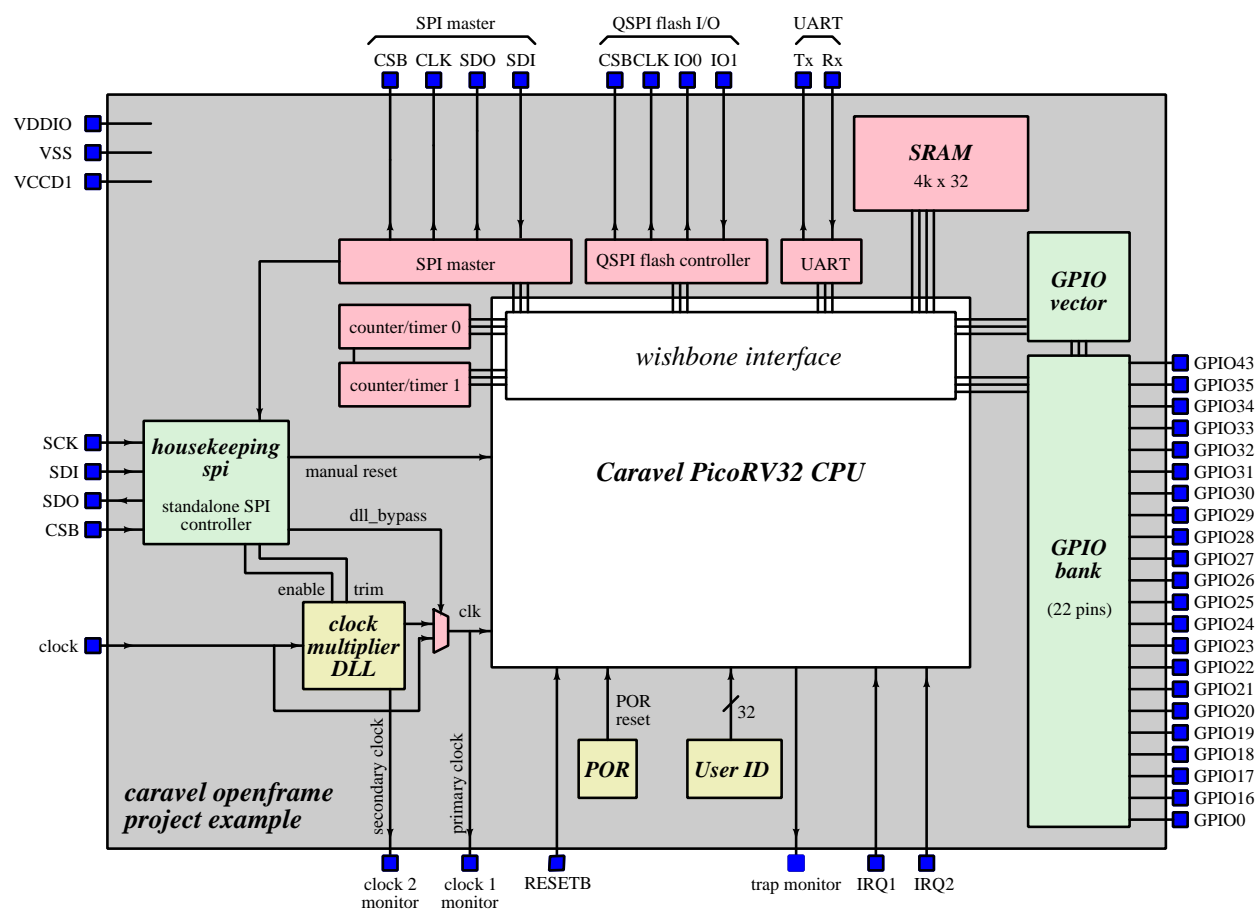 SPI master
QSPI flash I/O
UART
CSB CLK SDO SDI
CSB CLK IO0 IO1
Tx Rx
VDDIO
VSS
VCCD1
SRAM
4k x 32
SPI master
QSPI flash controller
UART
GPIO
vector
counter/timer 0
counter/timer 1
wishbone interface
Caravel PicoRV32 CPU
SCK
SDI
SDO
CSB
housekeeping
spi
standalone SPI
controller
manual reset
dll_bypass
enable
trim
clk
clock
clock
multiplier
DLL
GPIO
bank
(22 pins)
GPIO43
GPIO35
GPIO34
GPIO33
GPIO32
GPIO31
GPIO30
GPIO29
GPIO28
GPIO27
GPIO26
GPIO25
GPIO24
GPIO23
GPIO22
GPIO21
GPIO20
GPIO19
GPIO18
GPIO17
GPIO16
GPIO0
POR
reset
32
POR
User ID
secondary clock
primary clock
caravel openframe
project example
clock 2
monitor
clock 1
monitor
RESETB
trap monitor
IRQ1
IRQ2